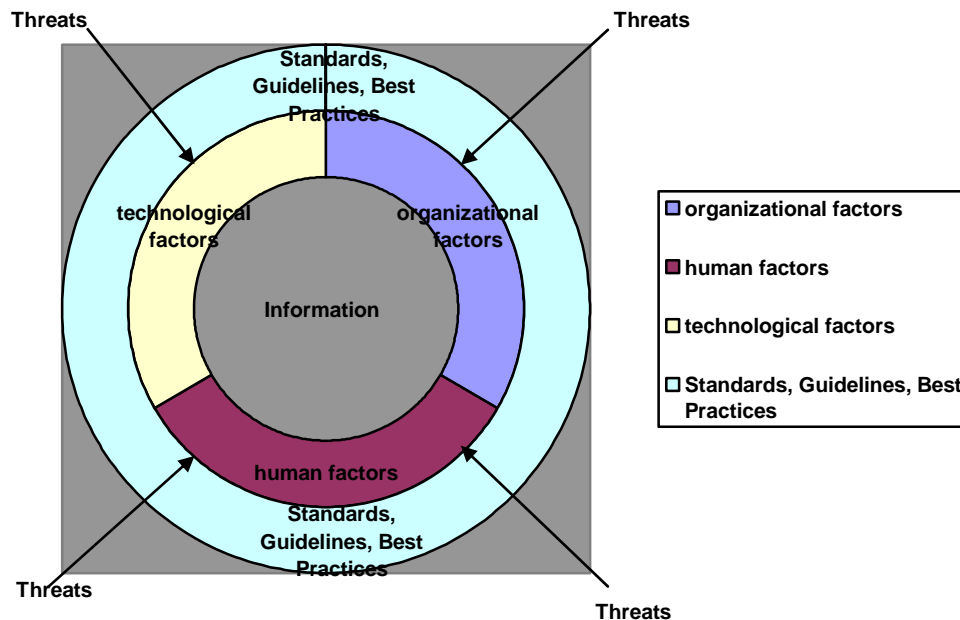 Threats
Threats
Standards,
Guidelines, Best
Practices
technological
factors
organizational
factors
Information
human factors
Standards,
Guidelines, Best
Practices
Threats
Threats
organizational factors
human factors
technological factors
Standards, Guidelines, Best
Practices